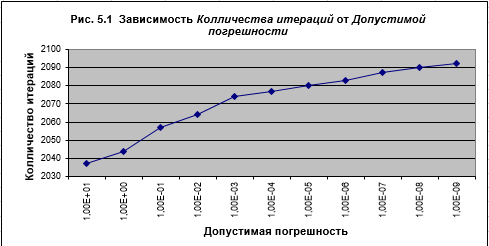 Рис. 5.1 Зависимость Колличества итераций от Допустимой
погрешности
Колличество итераций
2100
2090
2080
2070
2060
2050
2040
2030
1,00E+01
1,00E+00
1,00E-01
1,00E-02
1,00E-03
1,00E-04
1,00E-05
1,00E-06
1,00E-07
1,00E-08
1,00E-09
Допустимая погрешность